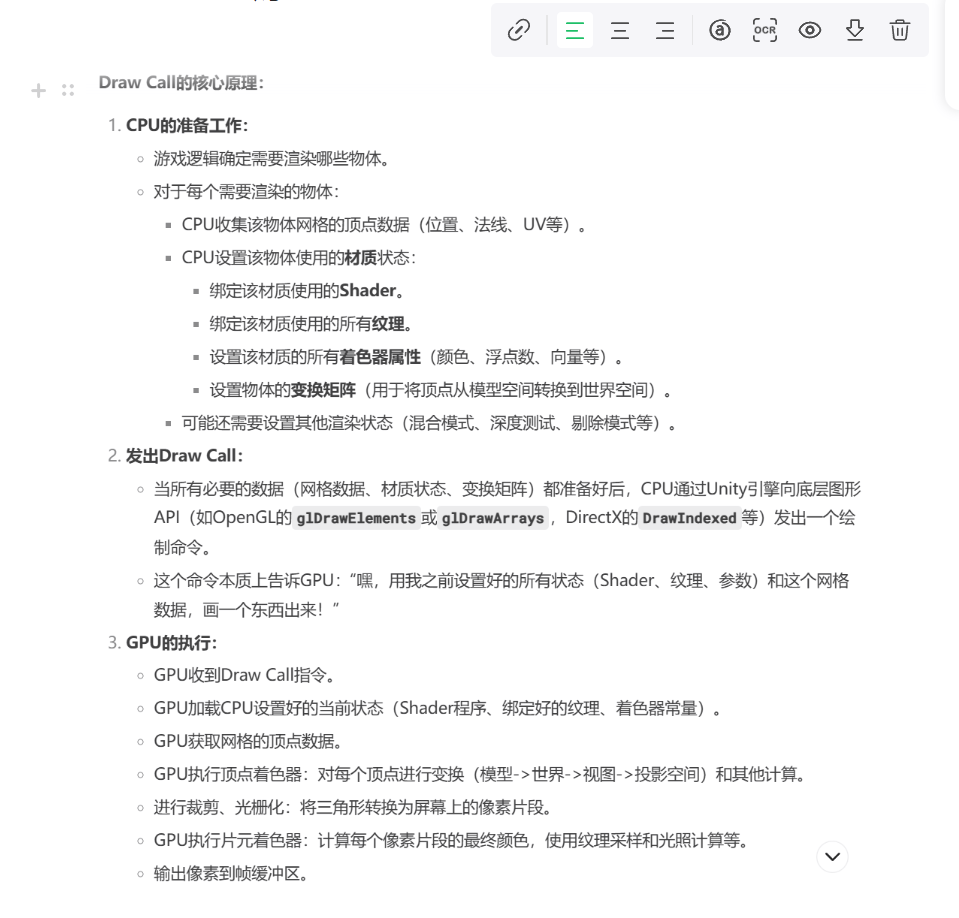 OCR
Draw Call的核心原理：
1. CPU的准备工作：
游戏逻辑确定需要渲染哪些物体。
对于每个需要渲染的物体：
CPU收集该物体网格的顶点数据（位置、法线、UV等）。
CPU设置该物体使用的材质状态：
绑定该材质使用的Shader。
绑定该材质使用的所有纹理。
设置该材质的所有着色器属性（颜色、浮点数、向量等）。
设置物体的变换矩阵（用于将顶点从模型空间转换到世界空间）。
可能还需要设置其他渲染状态（混合模式、深度测试、剔除模式等）。
2. 发出Draw Call：
当所有必要的数据（网格数据、材质状态、变换矩阵）都准备好后，CPU通过Unity引擎向底层图形
API（如OpenGL的 glDrawElements 或 glDrawArrays ，DirectX的 DrawIndexed 等）发出一个绘
制命令。
这个命令本质上告诉GPU：“嘿，用我之前设置好的所有状态（Shader、纹理、参数）和这个网格
数据，画一个东西出来！”
3. GPU的执行：
GPU收到Draw Call指令。
GPU加载CPU设置好的当前状态（Shader程序、绑定好的纹理、着色器常量）。
GPU获取网格的顶点数据。
GPU执行顶点着色器：对每个顶点进行变换（模型->世界->视图->投影空间）和其他计算。
进行裁剪、光栅化：将三角形转换为屏幕上的像素片段。
GPU执行片元着色器：计算每个像素片段的最终颜色，使用纹理采样和光照计算等。
输出像素到帧缓冲区。